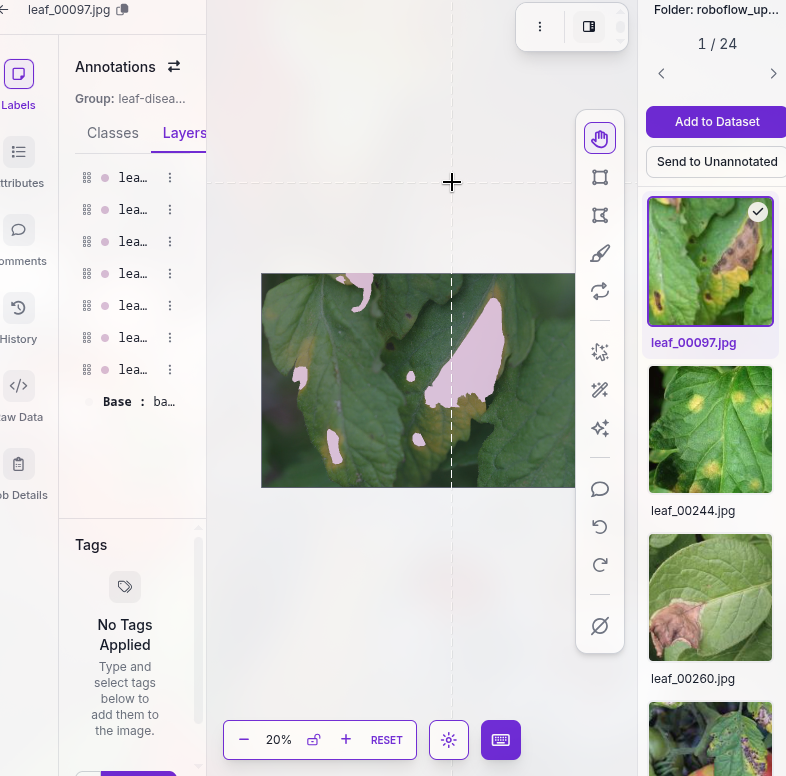 leaf_00097.jpg
Labels
ttributes
omments
History
aw Data
ob Details
Annotations
Group: leaf-disea...
Classes
Layers
lea...
lea...
lea...
lea...
lea...
lea...
lea...
Base : ba...
Tags
No Tags
Applied
Type and
select tags
below to
add them to
the image.
20%
RESET
Folder: roboflow_up...
1 / 24
Add to Dataset
Send to Unannotated
leaf_00097.jpg
leaf_00244.jpg
leaf_00260.jpg